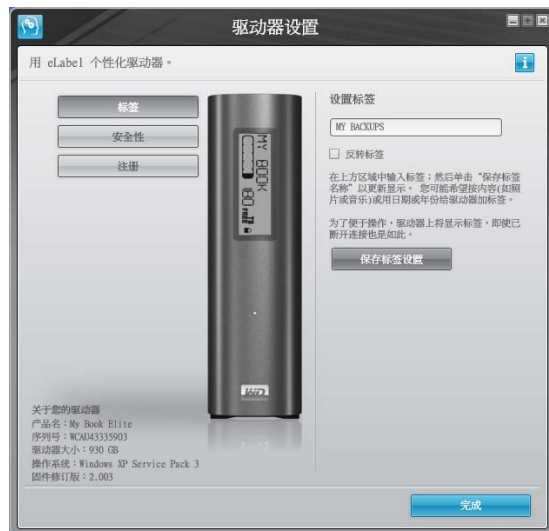 驱动器设置
用 eLabel 个性化驱动器。
标签
安全性
注册
MY BOOK
180 FREE
WD
设置标签
MY BACKUPS
反转标签
在上方区域中输入标签；然后单击“保存标签
名称”以更新显示。 您可能希望按内容(如照
片或音乐)或用日期或年份给驱动器加标签。
为了便于操作，驱动器上将显示标签，即使已
断开连接也是如此。
保存标签设置
关于您的驱动器
产品名：My Book Elite
序列号：WCAU43335903
驱动器大小：930 GB
操作系统：Windows XP Service Pack 3
固件修订版：2.003
完成